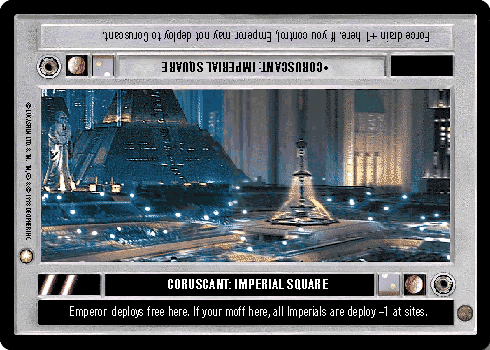 Force drain +1 here. If you control, Emperor may not deploy to Coruscant.
•CORUSCANT: IMPERIAL SQUARE
CORUSCANT: IMPERIAL SQUARE
Emperor deploys free here. If your moff here, all Imperials are deploy –1 at sites.